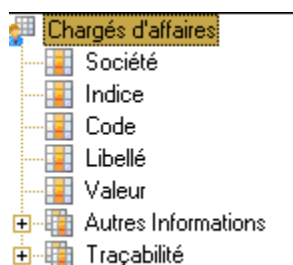 Chargés d'affaires
Société
Indice
Code
Libellé
Valeur
Autres Informations
Traçabilité